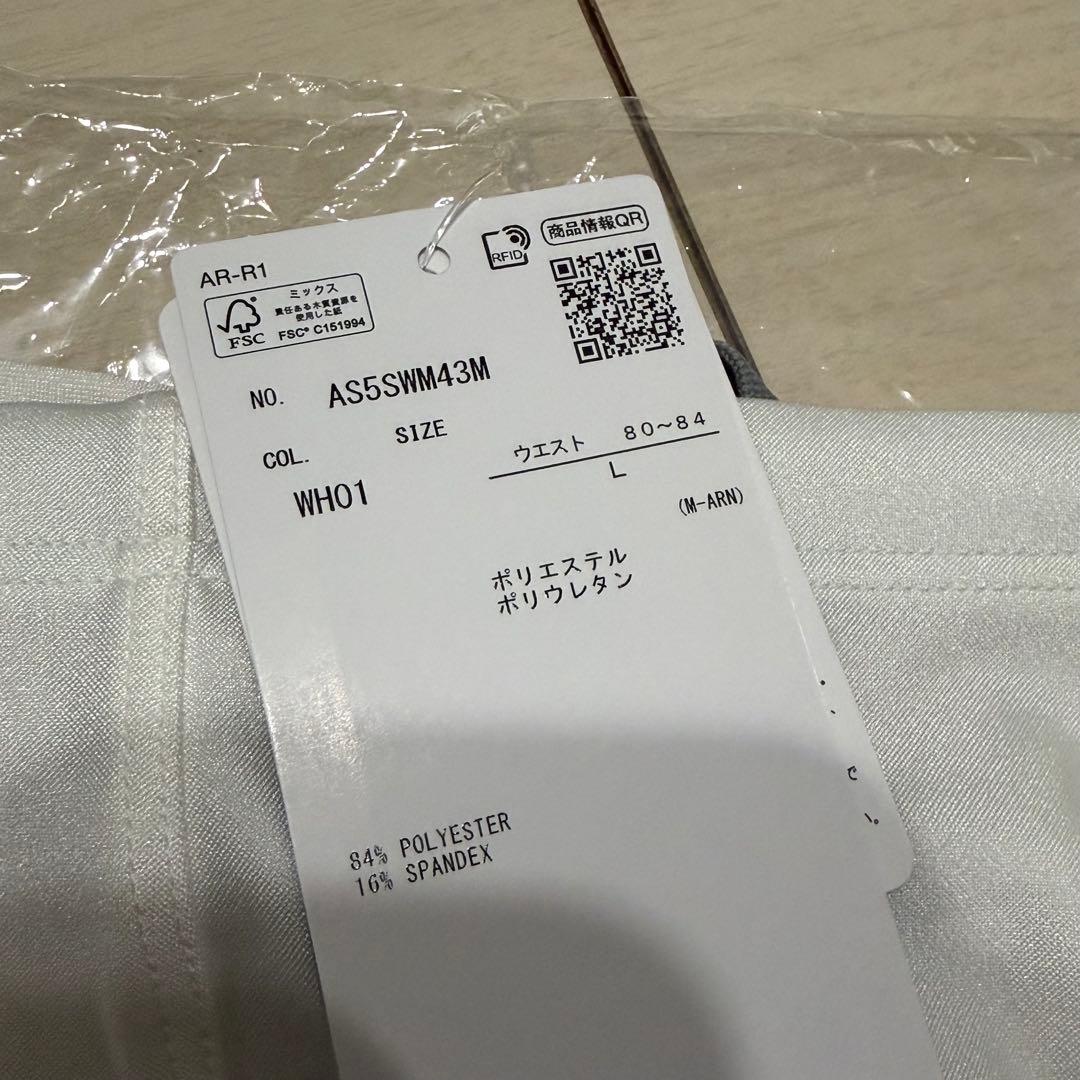 AR-R1
RFID
商品情報QR
ミックス
責任ある木質資源を
使用した紙
FSC
FSC® C151994
NO. AS5SWM43M
COL. SIZE
ウエスト 80～84
L
WH01
(M-ARN)
ポリエステル
ポリウレタン
84% POLYESTER
16% SPANDEX
で